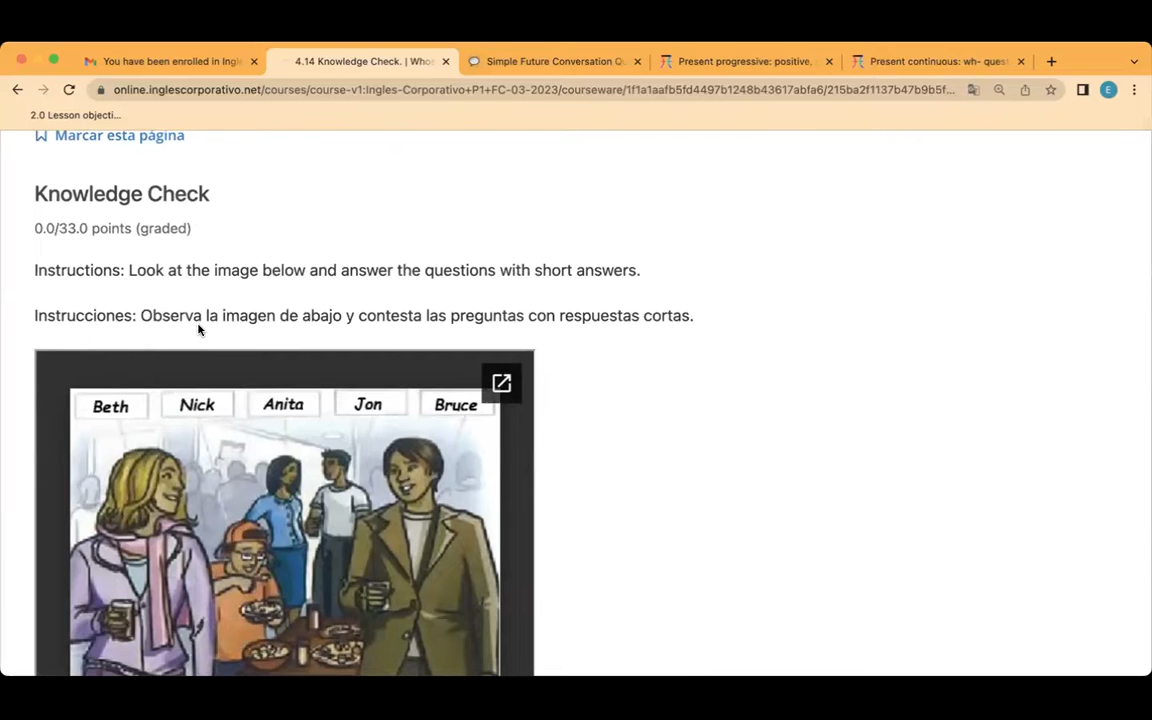 You have been enrolled in Ingl
4.14 Knowledge Check. | Whos
Simple Future Conversation Qu
Present progressive: positive,
Present continuous: wh- quest
online.inglescorporativo.net/courses/course-v1:Ingles-Corporativo+P1+FC-03-2023/courseware/1f1a1aafb5fd4497b1248b43617abfa6/215ba2f1137b47b9b5f...
E
2.0 Lesson objecti...
Marcar esta página
Knowledge Check
0.0/33.0 points (graded)
Instructions: Look at the image below and answer the questions with short answers.
Instrucciones: Observa la imagen de abajo y contesta las preguntas con respuestas cortas.
Beth Nick Anita Jon Bruce